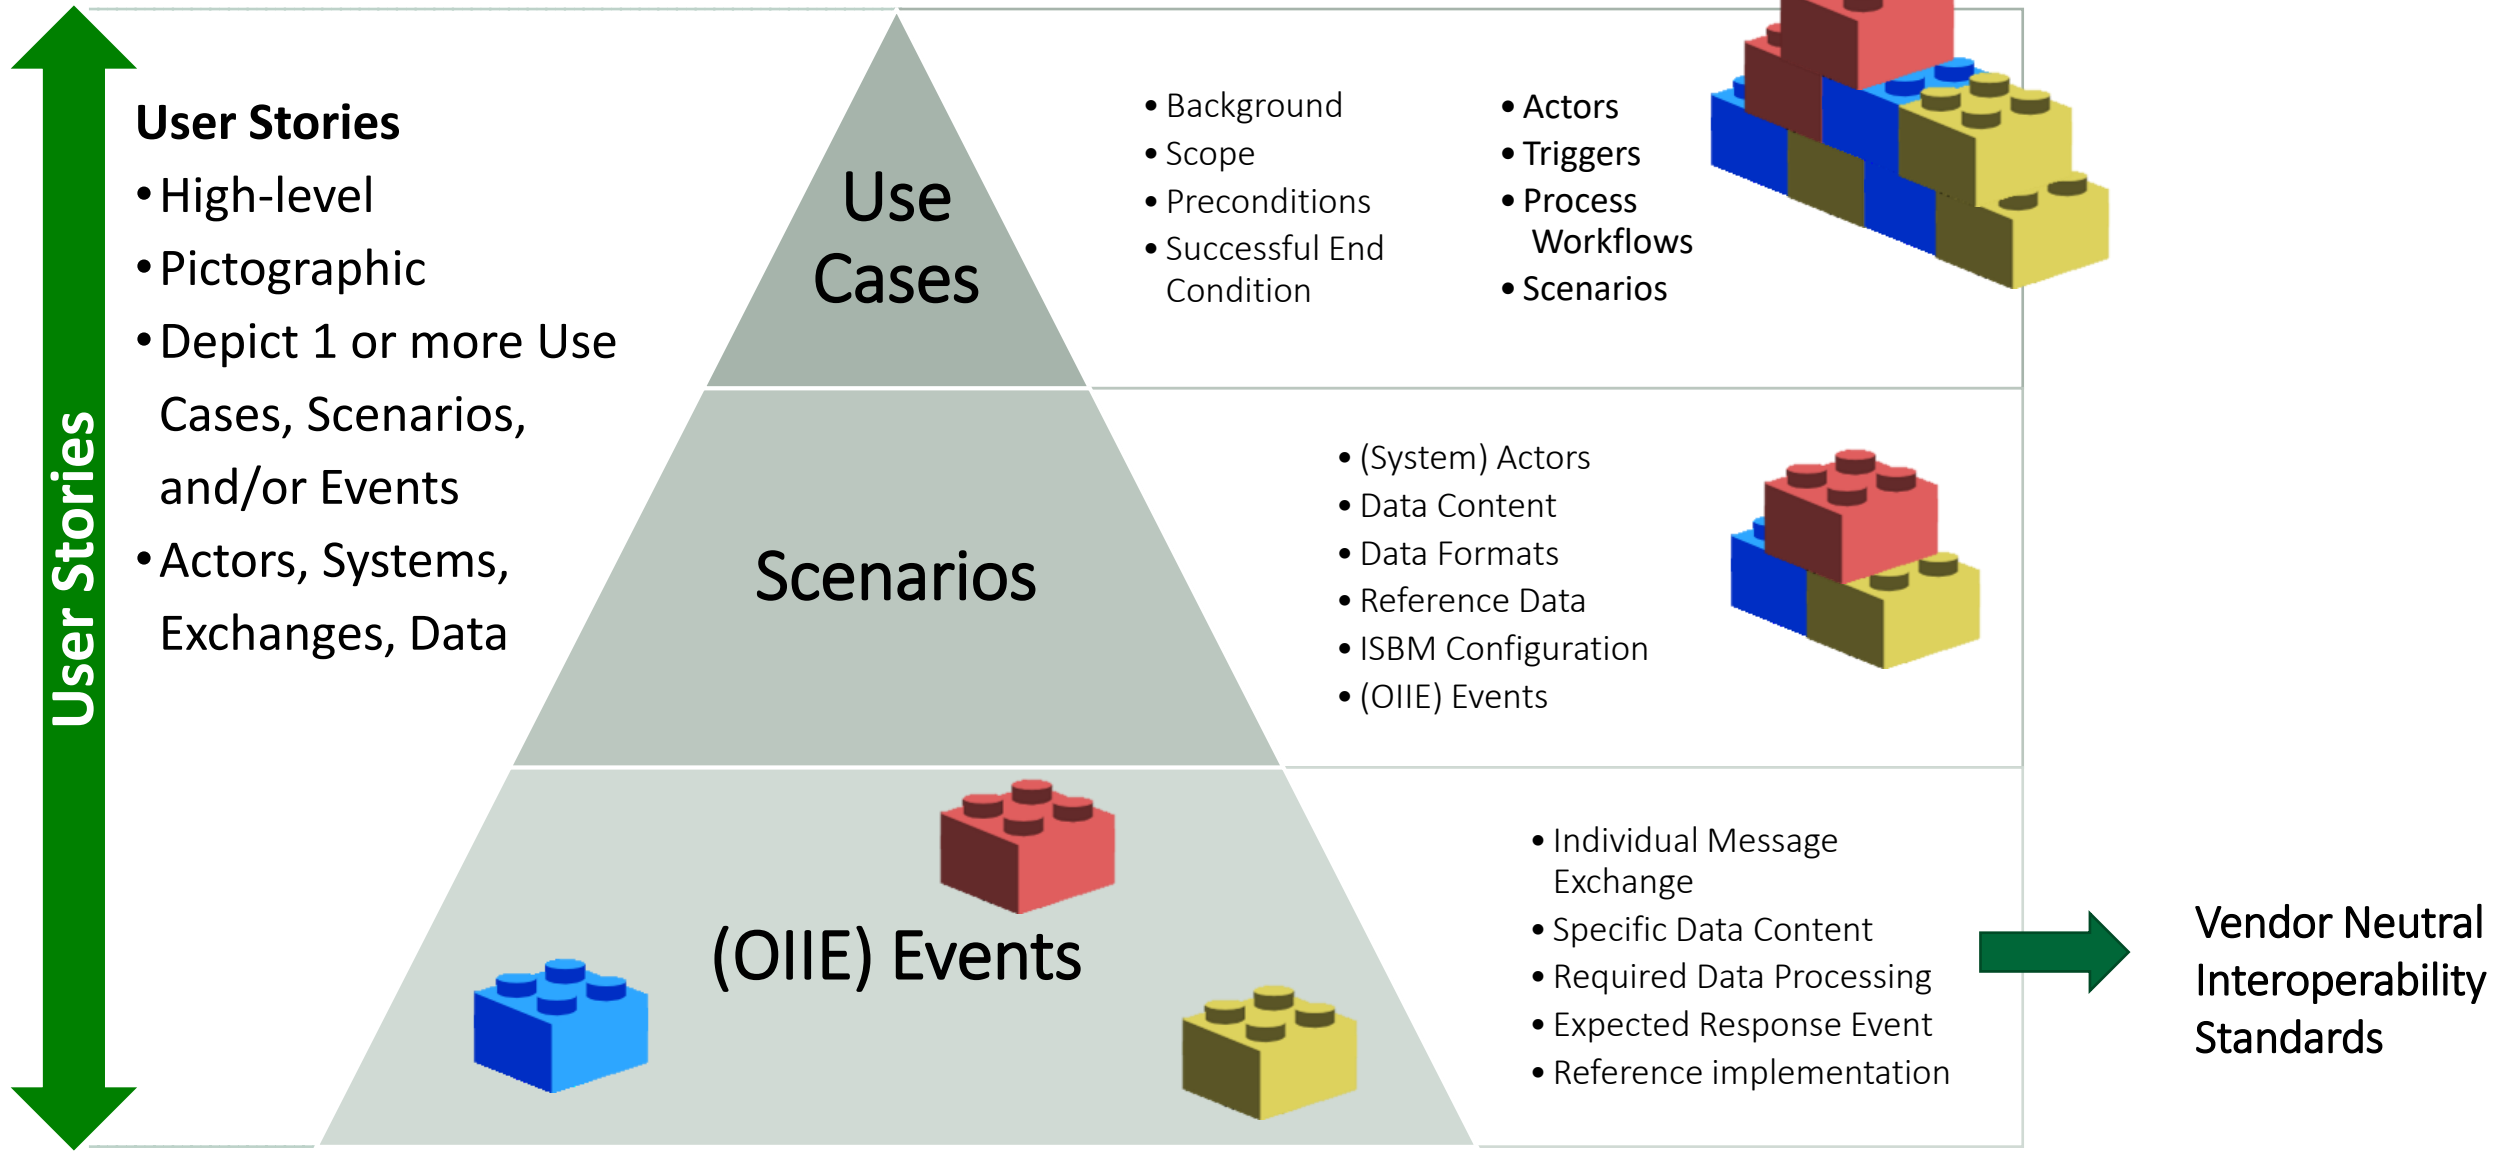 User Stories
User Stories
• High-level
• Pictographic
• Depict 1 or more Use
Cases, Scenarios,
and/or Events
• Actors, Systems,
Exchanges, Data
Use
Cases
• Background
• Scope
• Preconditions
• Successful End
Condition
• Actors
• Triggers
• Process
Workflows
• Scenarios
Scenarios
• (System) Actors
• Data Content
• Data Formats
• Reference Data
• ISBM Configuration
• (OIIE) Events
(OIIE) Events
• Individual Message
Exchange
• Specific Data Content
• Required Data Processing
• Expected Response Event
• Reference implementation
Vendor Neutral
Interoperability
Standards